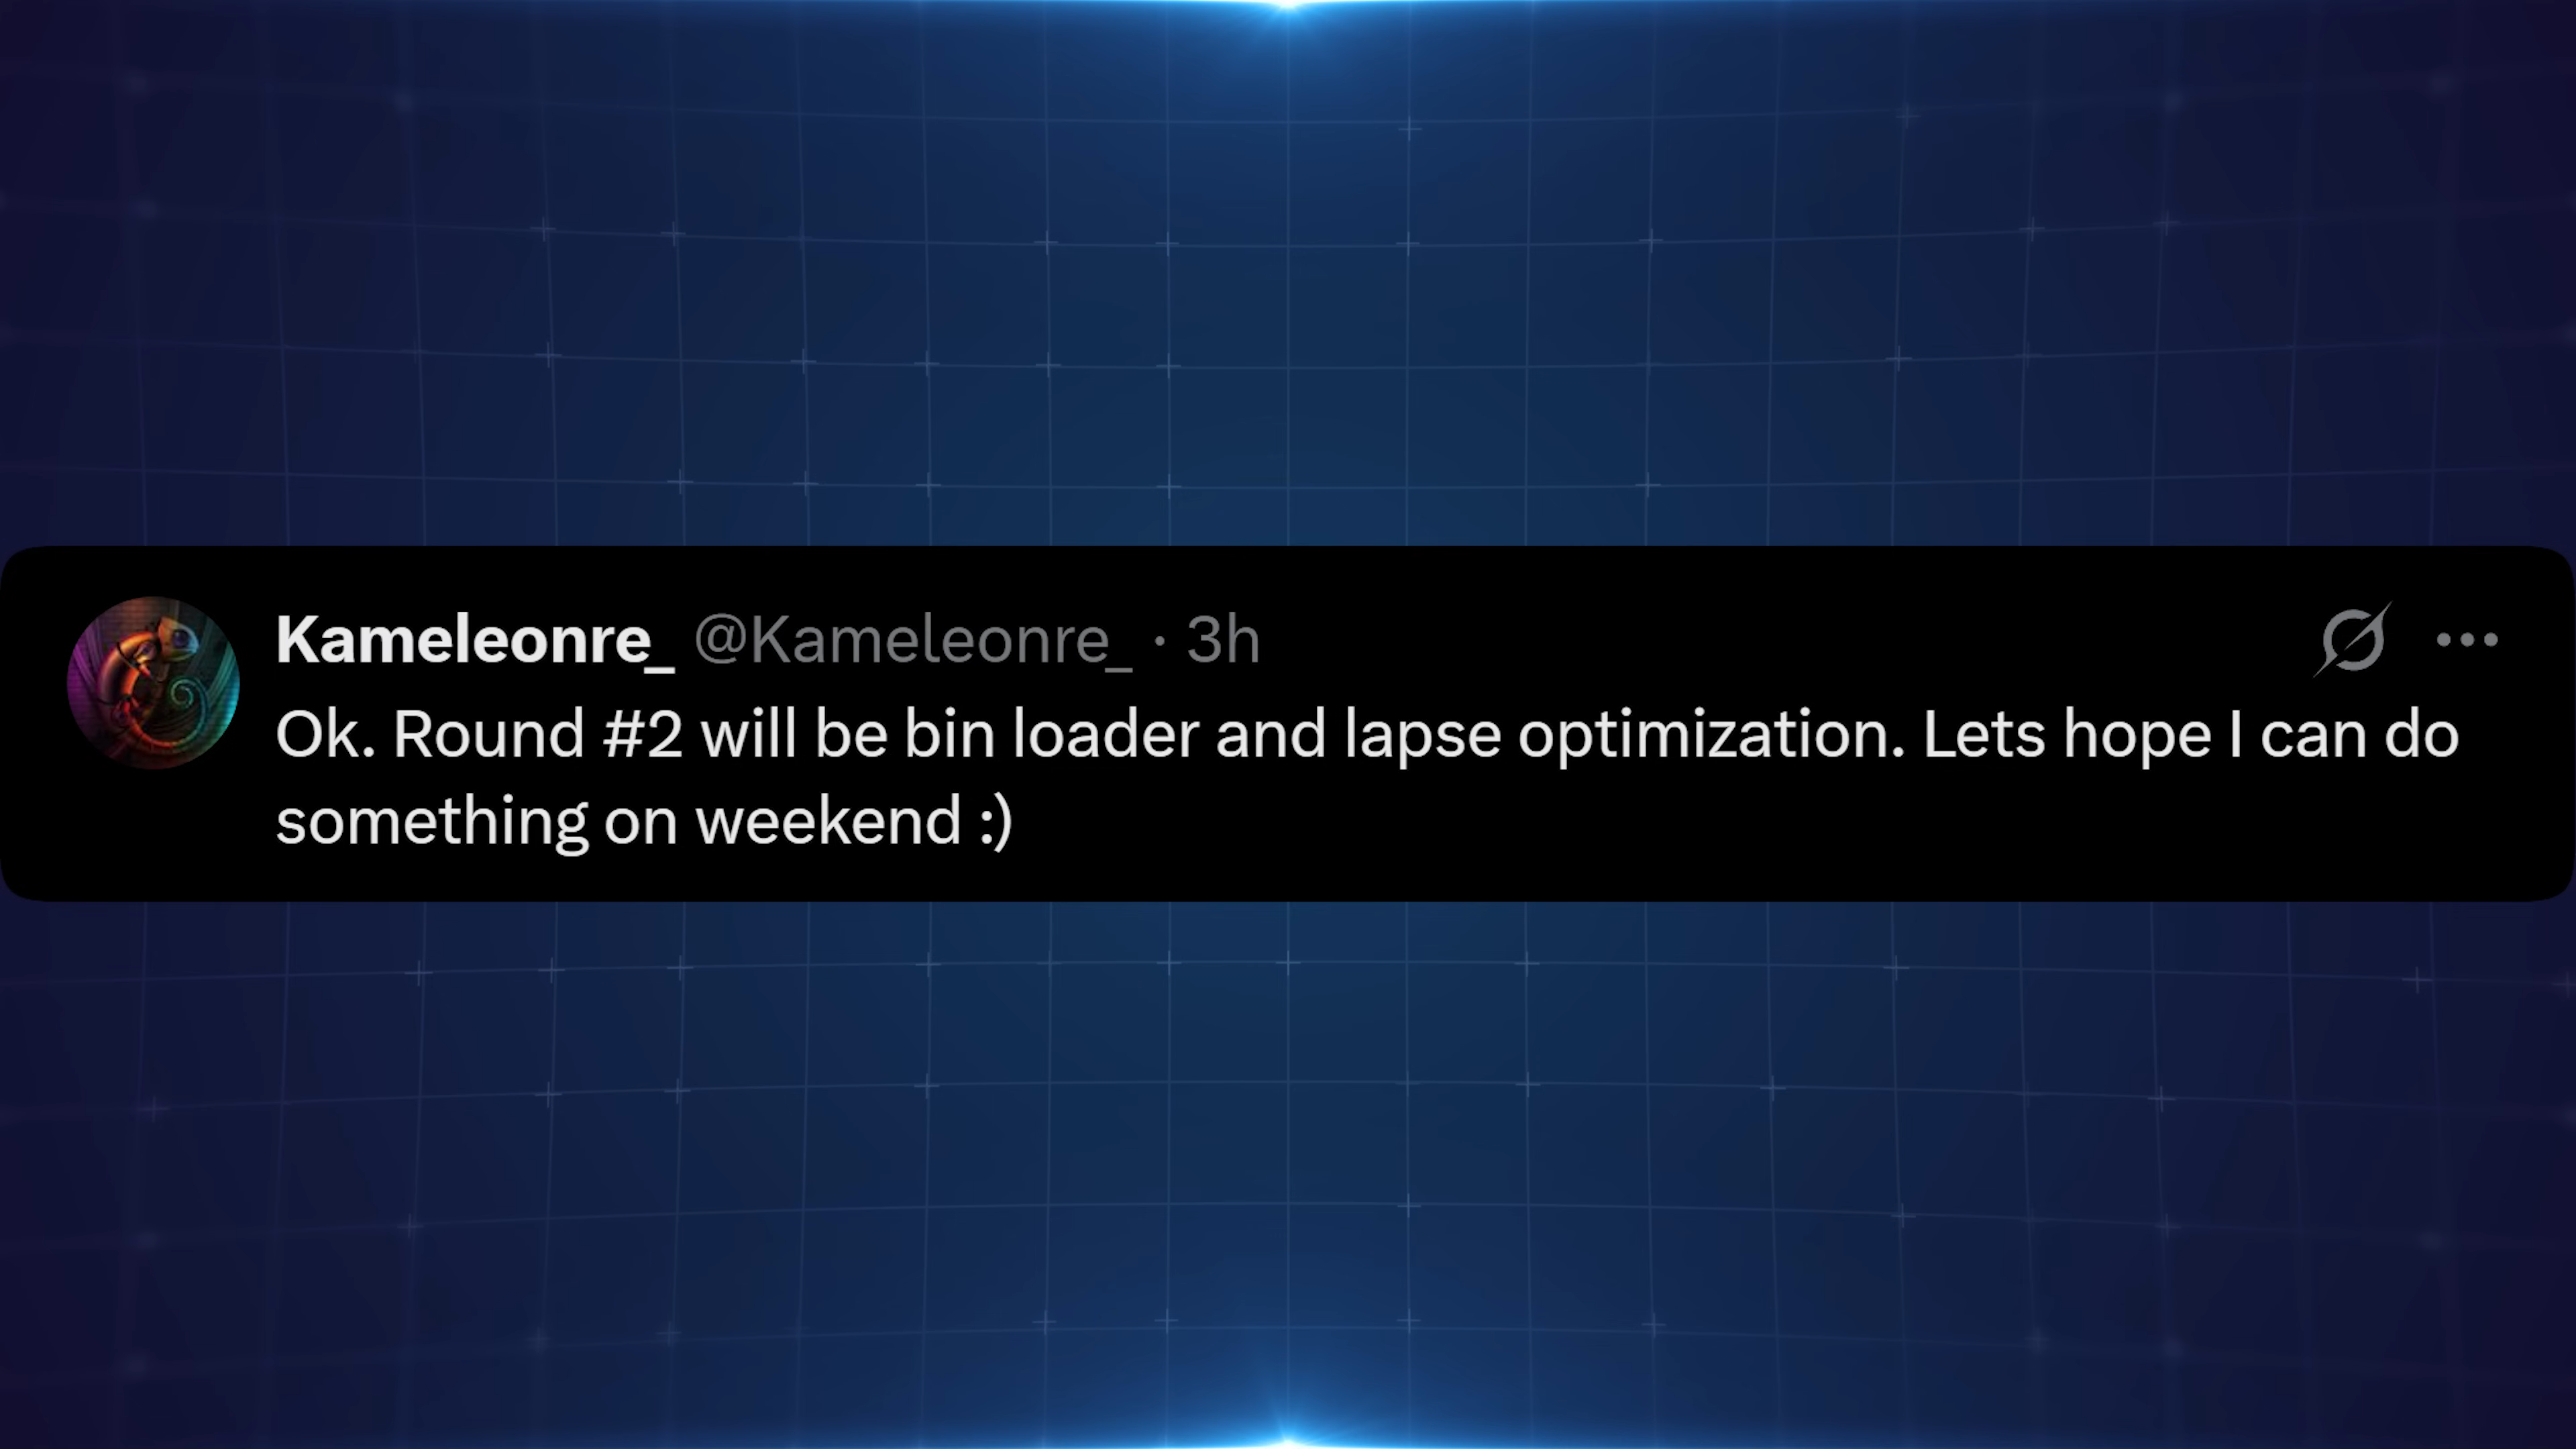 Kameleonre_ @Kameleonre_ · 3h
Ok. Round #2 will be bin loader and lapse optimization. Lets hope I can do
something on weekend :)